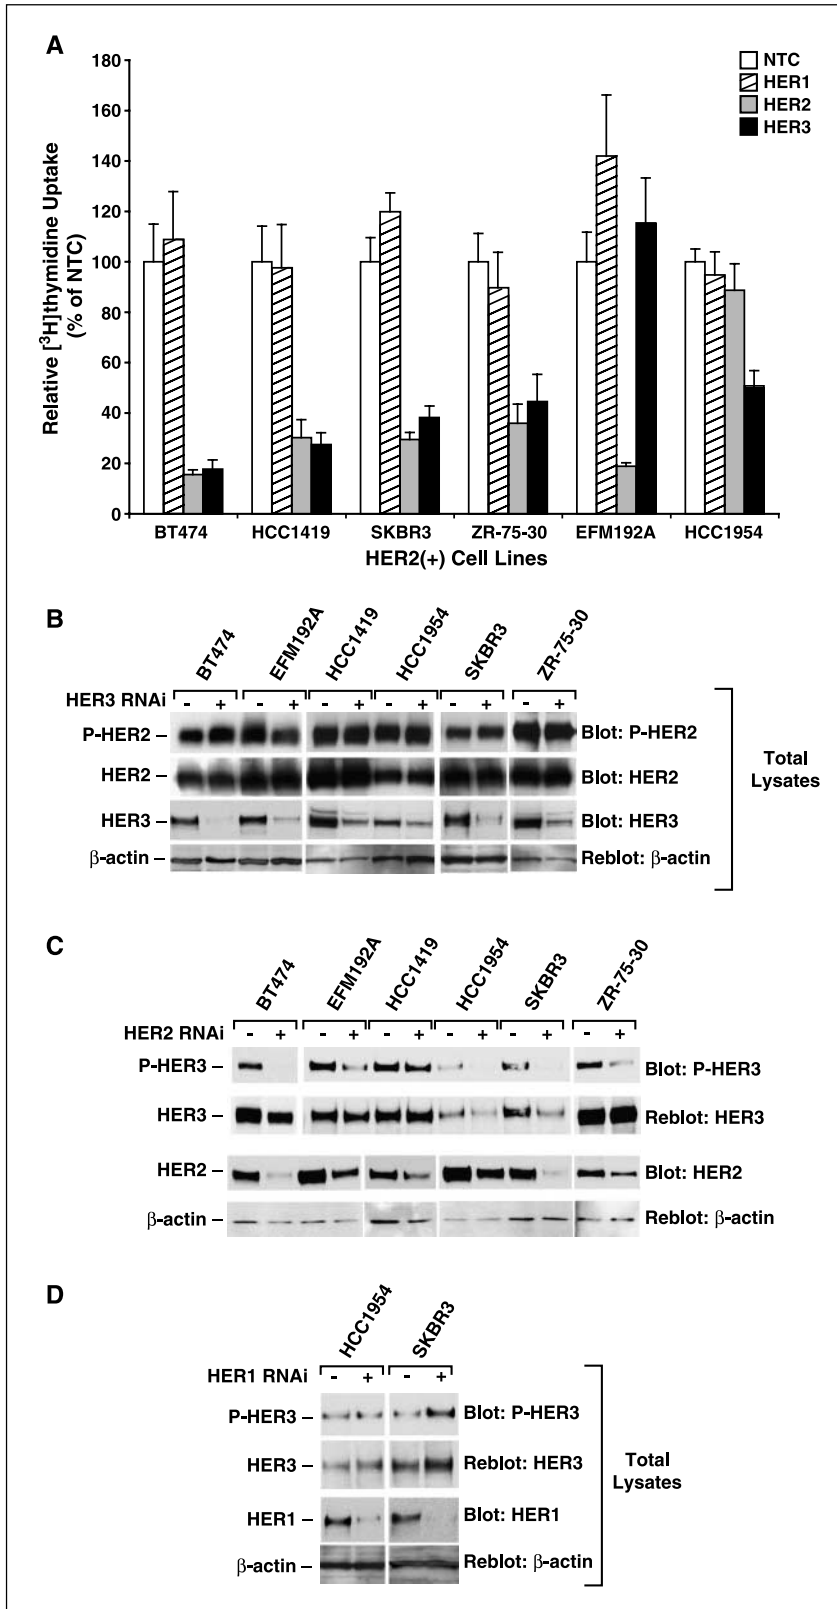 A
180
160
140
120
100
80
60
40
20
0
Relative [³H]thymidine Uptake
(% of NTC)
NTC
HER1
HER2
HER3
BT474 HCC1419 SKBR3 ZR-75-30 EFM192A HCC1954
HER2(+) Cell Lines
B
BT474 EFM192A HCC1419 HCC1954 SKBR3 ZR-75-30
HER3 RNAi - + - + - + - + - + - +
P-HER2 – Blot: P-HER2
HER2 – Blot: HER2
HER3 – Blot: HER3
β-actin – Reblot: β-actin
Total
Lysates
C
BT474 EFM192A HCC1419 HCC1954 SKBR3 ZR-75-30
HER2 RNAi - + - + - + - + - + - +
P-HER3 – Blot: P-HER3
HER3 – Reblot: HER3
HER2 – Blot: HER2
β-actin – Reblot: β-actin
D
HCC1954 SKBR3
HER1 RNAi - + - +
P-HER3 – Blot: P-HER3
HER3 – Reblot: HER3
HER1 – Blot: HER1
β-actin – Reblot: β-actin
Total
Lysates